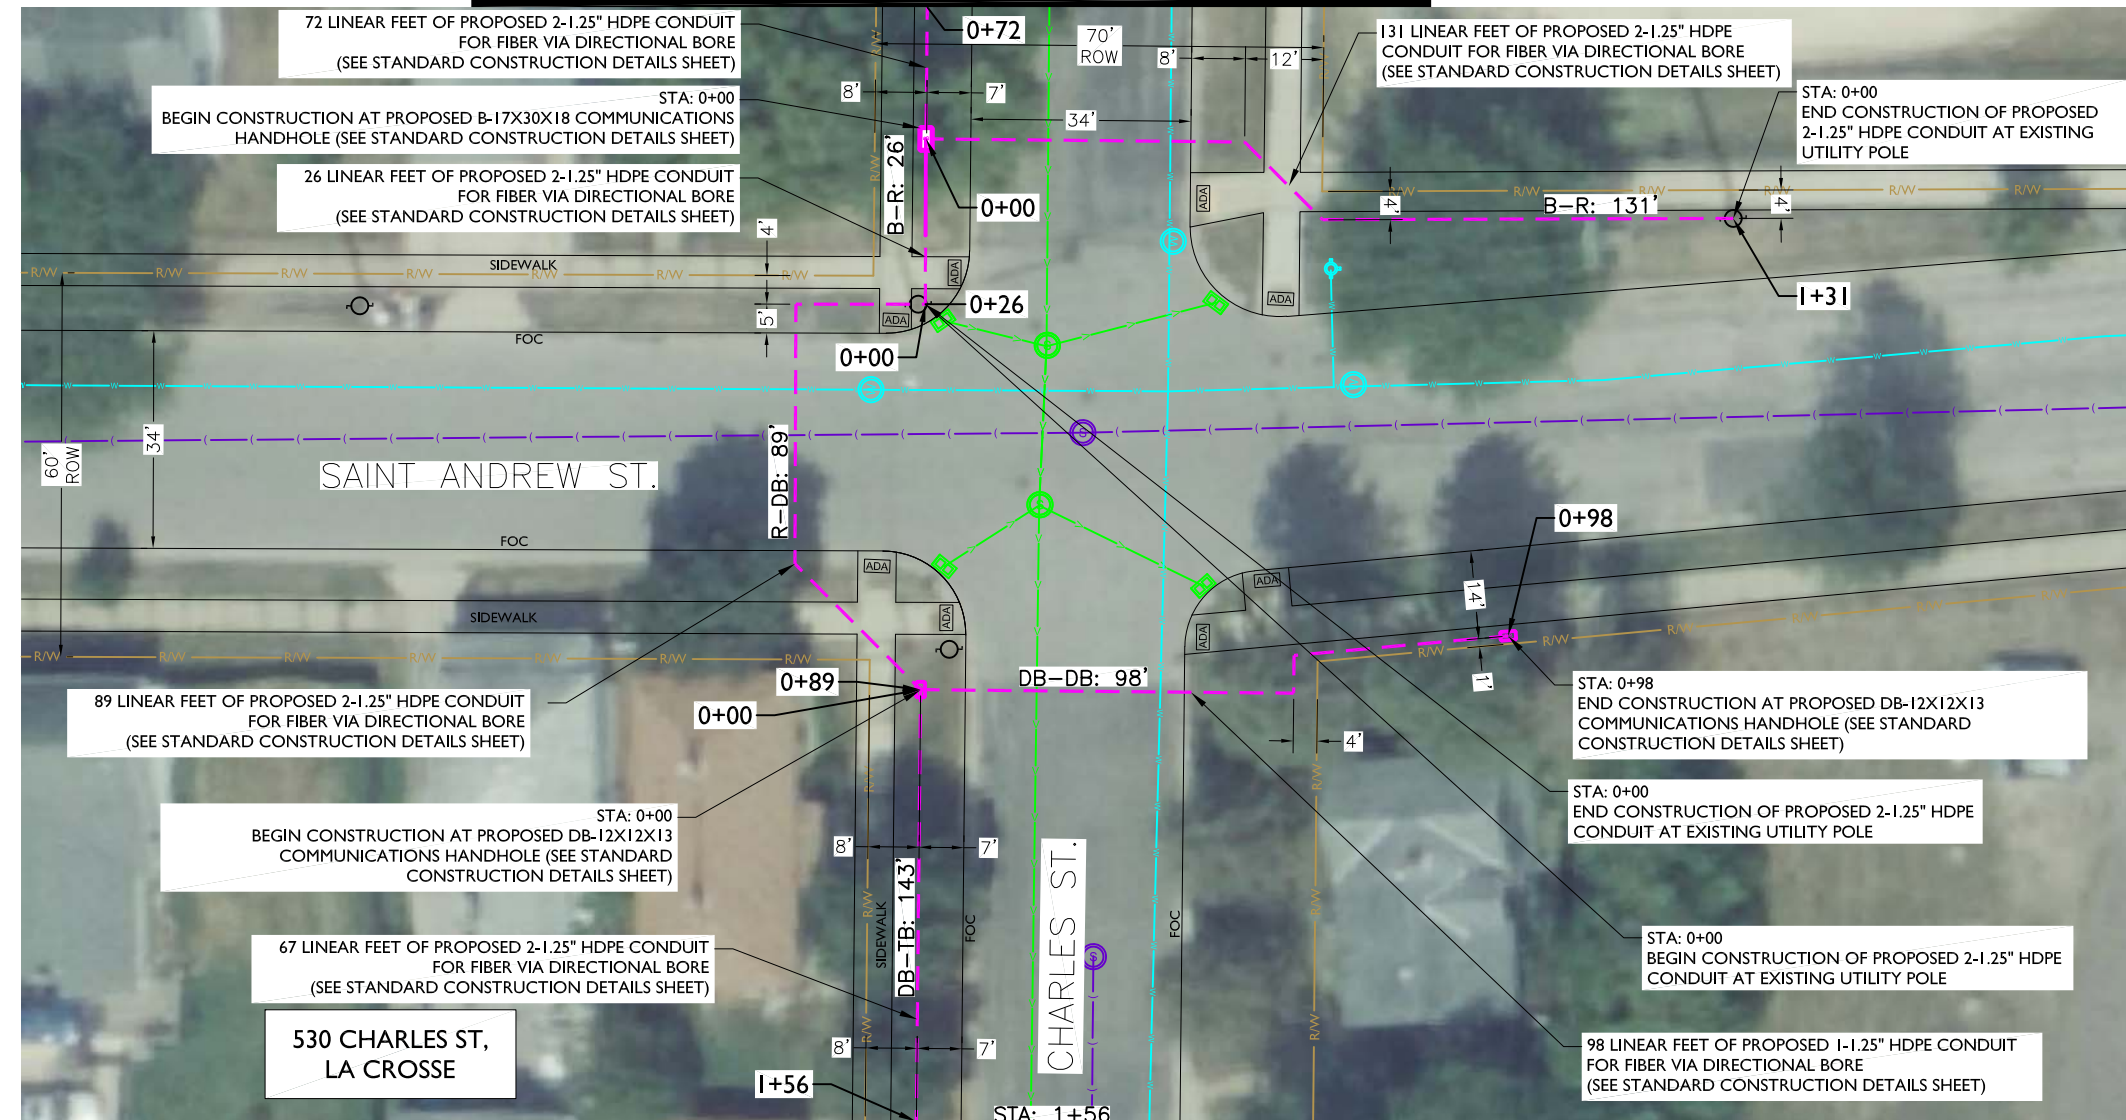 72 LINEAR FEET OF PROPOSED 2-1.25" HDPE CONDUIT
FOR FIBER VIA DIRECTIONAL BORE
(SEE STANDARD CONSTRUCTION DETAILS SHEET)
0+72
70'
ROW
8'
12'
131 LINEAR FEET OF PROPOSED 2-1.25" HDPE
CONDUIT FOR FIBER VIA DIRECTIONAL BORE
(SEE STANDARD CONSTRUCTION DETAILS SHEET)
STA: 0+00
BEGIN CONSTRUCTION AT PROPOSED B-17X30X18 COMMUNICATIONS
HANDHOLE (SEE STANDARD CONSTRUCTION DETAILS SHEET)
8'
7'
34'
STA: 0+00
END CONSTRUCTION OF PROPOSED
2-1.25" HDPE CONDUIT AT EXISTING
UTILITY POLE
26 LINEAR FEET OF PROPOSED 2-1.25" HDPE CONDUIT
FOR FIBER VIA DIRECTIONAL BORE
(SEE STANDARD CONSTRUCTION DETAILS SHEET)
B-R: 26'
R/W
0+00
ADA
4'
B-R: 131'
4'
R/W R/W R/W R/W R/W R/W
1+31
4'
SIDEWALK
R/W R/W R/W R/W R/W R/W R/W
ADA
ADA
ADA
5'
0+26
0+00
FOC
60'
ROW
34'
SAINT ANDREW ST.
R-DB: 89'
FOC
SIDEWALK
ADA
ADA
ADA
ADA
R/W R/W R/W R/W R/W R/W R/W
0+98
14'
1'
R/W R/W R/W R/W R/W
89 LINEAR FEET OF PROPOSED 2-1.25" HDPE CONDUIT
FOR FIBER VIA DIRECTIONAL BORE
(SEE STANDARD CONSTRUCTION DETAILS SHEET)
0+89
0+00
DB-DB: 98'
4'
STA: 0+98
END CONSTRUCTION AT PROPOSED DB-12X12X13
COMMUNICATIONS HANDHOLE (SEE STANDARD
CONSTRUCTION DETAILS SHEET)
STA: 0+00
END CONSTRUCTION OF PROPOSED 2-1.25" HDPE
CONDUIT AT EXISTING UTILITY POLE
STA: 0+00
BEGIN CONSTRUCTION AT PROPOSED DB-12X12X13
COMMUNICATIONS HANDHOLE (SEE STANDARD
CONSTRUCTION DETAILS SHEET)
8'
7'
DB-TB: 143'
R/W
SIDEWALK
FOC
CHARLES ST.
FOC
R/W
STA: 0+00
BEGIN CONSTRUCTION OF PROPOSED 2-1.25" HDPE
CONDUIT AT EXISTING UTILITY POLE
67 LINEAR FEET OF PROPOSED 2-1.25" HDPE CONDUIT
FOR FIBER VIA DIRECTIONAL BORE
(SEE STANDARD CONSTRUCTION DETAILS SHEET)
530 CHARLES ST,
LA CROSSE
8'
7'
1+56
STA: 1+56
98 LINEAR FEET OF PROPOSED 1-1.25" HDPE CONDUIT
FOR FIBER VIA DIRECTIONAL BORE
(SEE STANDARD CONSTRUCTION DETAILS SHEET)